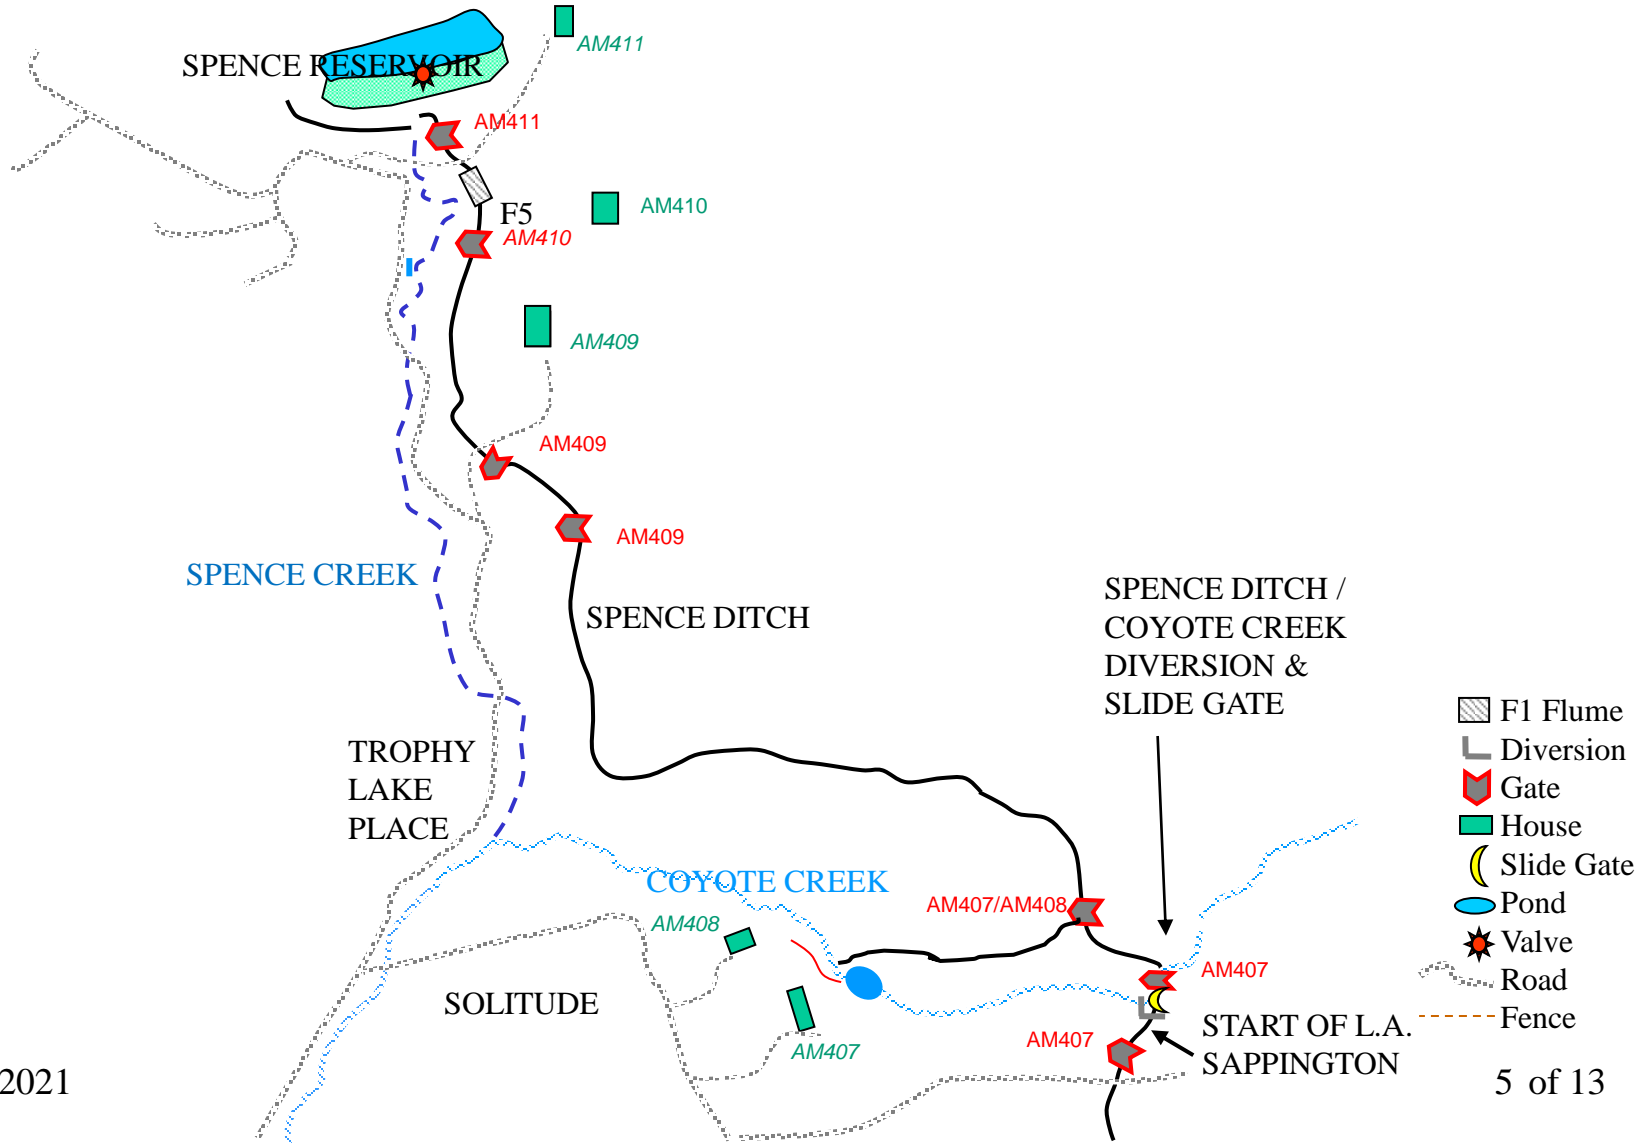 AM411
SPENCE RESERVOIR
AM411
AM410
F5
AM410
AM409
AM409
AM409
SPENCE CREEK
SPENCE DITCH
SPENCE DITCH /
COYOTE CREEK
DIVERSION &
SLIDE GATE
TROPHY
LAKE
PLACE
COYOTE CREEK
AM407/AM408
AM408
AM407
SOLITUDE
AM407
AM407
START OF L.A.
SAPPINGTON
F1 Flume
Diversion
Gate
House
Slide Gate
Pond
Valve
Road
Fence
2021
5 of 13